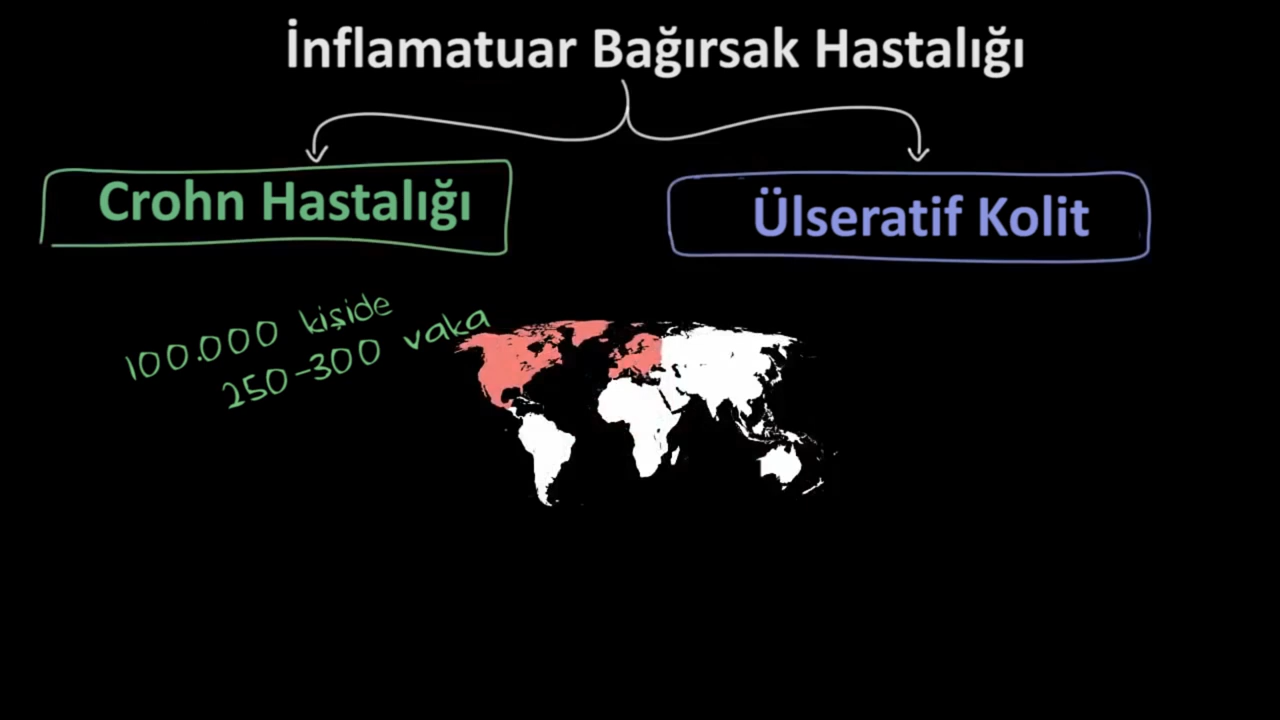 İnflamatuar Bağırsak Hastalığı
Crohn Hastalığı
Ülseratif Kolit
100.000 kişide
250-300 vaka